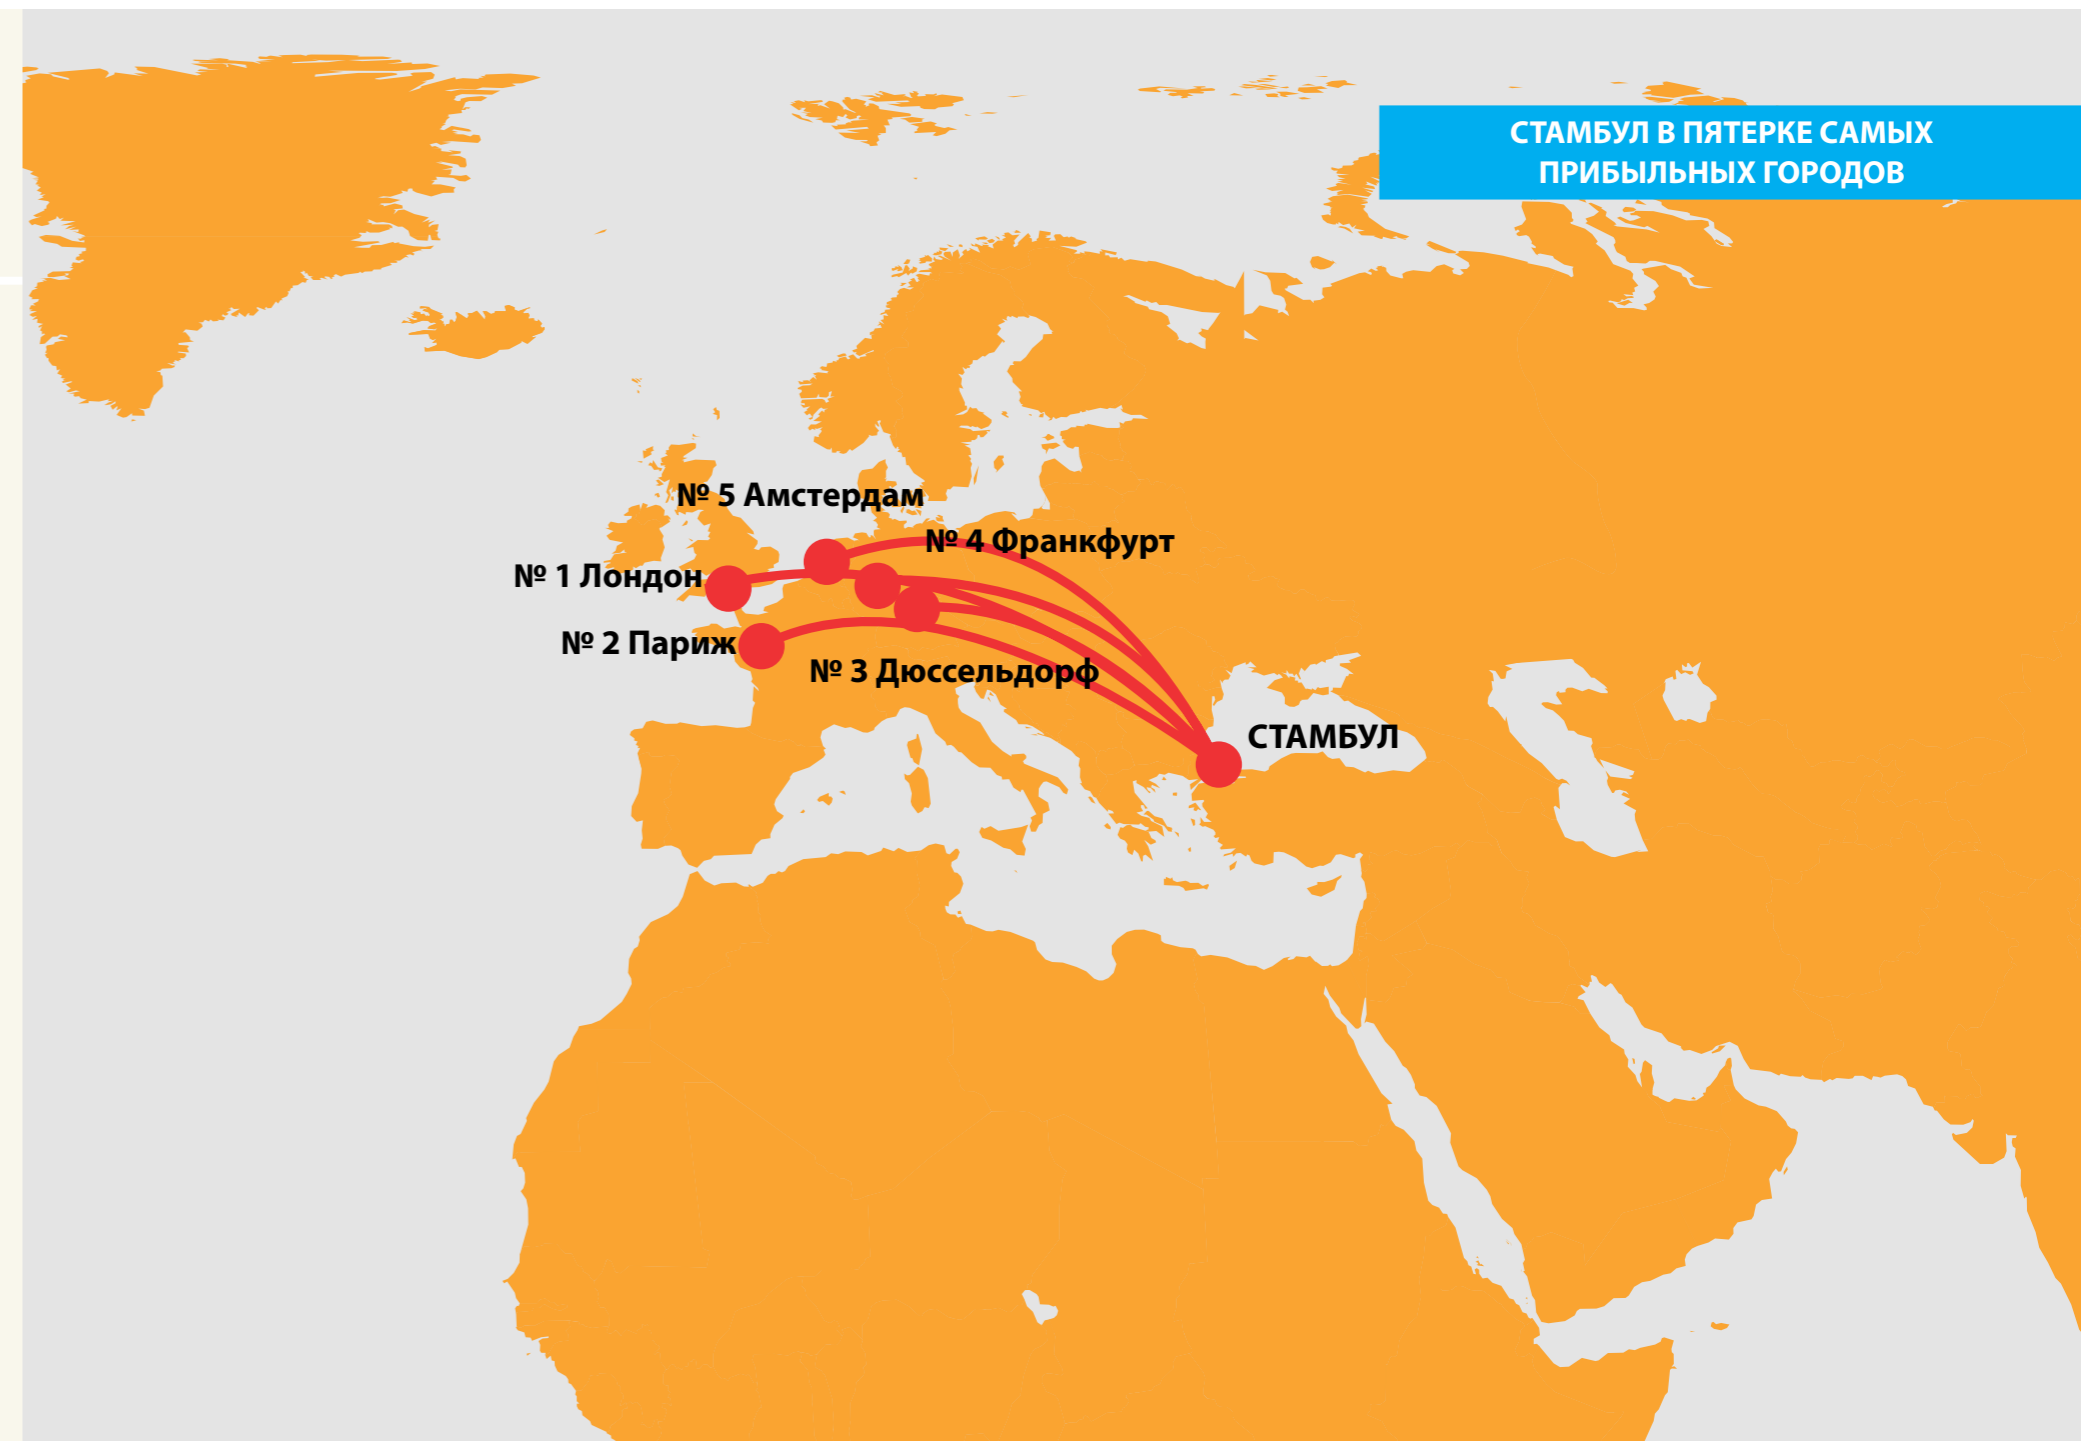 СТАМБУЛ В ПЯТЕРКЕ САМЫХ
ПРИБЫЛЬНЫХ ГОРОДОВ
№ 5 Амстердам
№ 4 Франкфурт
№ 1 Лондон
№ 2 Париж
№ 3 Дюссельдорф
СТАМБУЛ